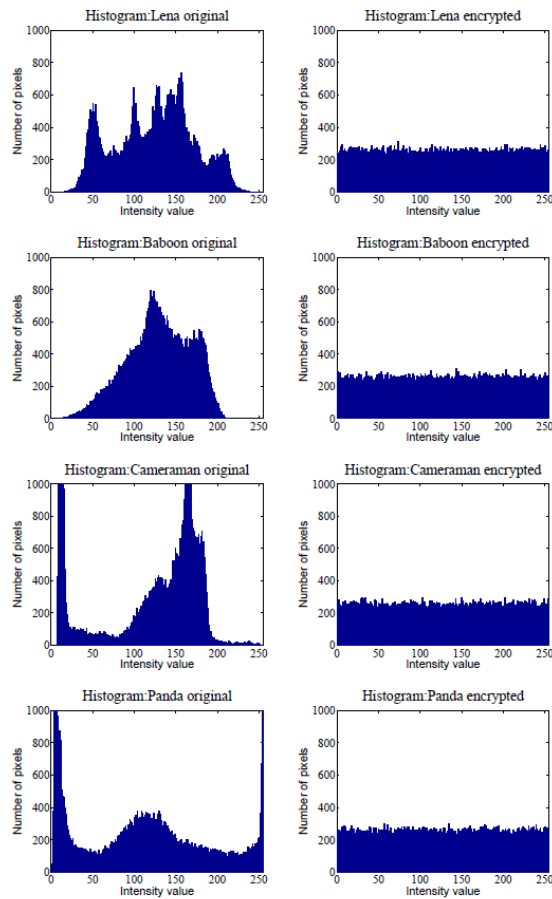 Histogram:Lena original
1000
800
600
400
200
0
Number of pixels
0 50 100 150 200 250
Intensity value
Histogram:Lena encrypted
1000
800
600
400
200
0
Number of pixels
0 50 100 150 200 250
Intensity value
Histogram:Baboon original
1000
800
600
400
200
0
Number of pixels
0 50 100 150 200 250
Intensity value
Histogram:Baboon encrypted
1000
800
600
400
200
0
Number of pixels
0 50 100 150 200 250
Intensity value
Histogram:Cameraman original
1000
800
600
400
200
0
Number of pixels
0 50 100 150 200 250
Intensity value
Histogram:Cameraman encrypted
1000
800
600
400
200
0
Number of pixels
0 50 100 150 200 250
Intensity value
Histogram:Panda original
1000
800
600
400
200
0
Number of pixels
0 50 100 150 200 250
Intensity value
Histogram:Panda encrypted
1000
800
600
400
200
0
Number of pixels
0 50 100 150 200 250
Intensity value